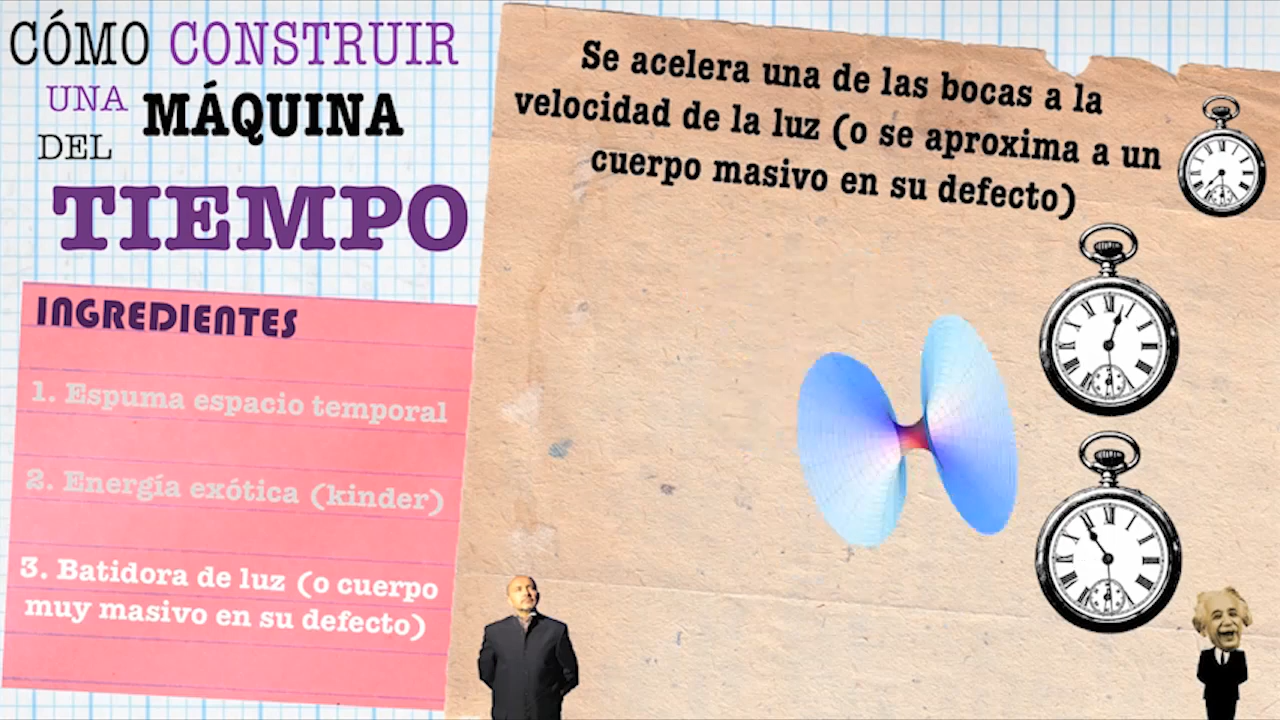 CÓMO CONSTRUIR
UNA MÁQUINA
DEL
TIEMPO
INGREDIENTES
1. Espuma espacio temporal
2. Energía exótica (kinder)
3. Batidora de luz (o cuerpo
muy masivo en su defecto)
Se acelera una de las bocas a la
velocidad de la luz (o se aproxima a un
cuerpo masivo en su defecto)